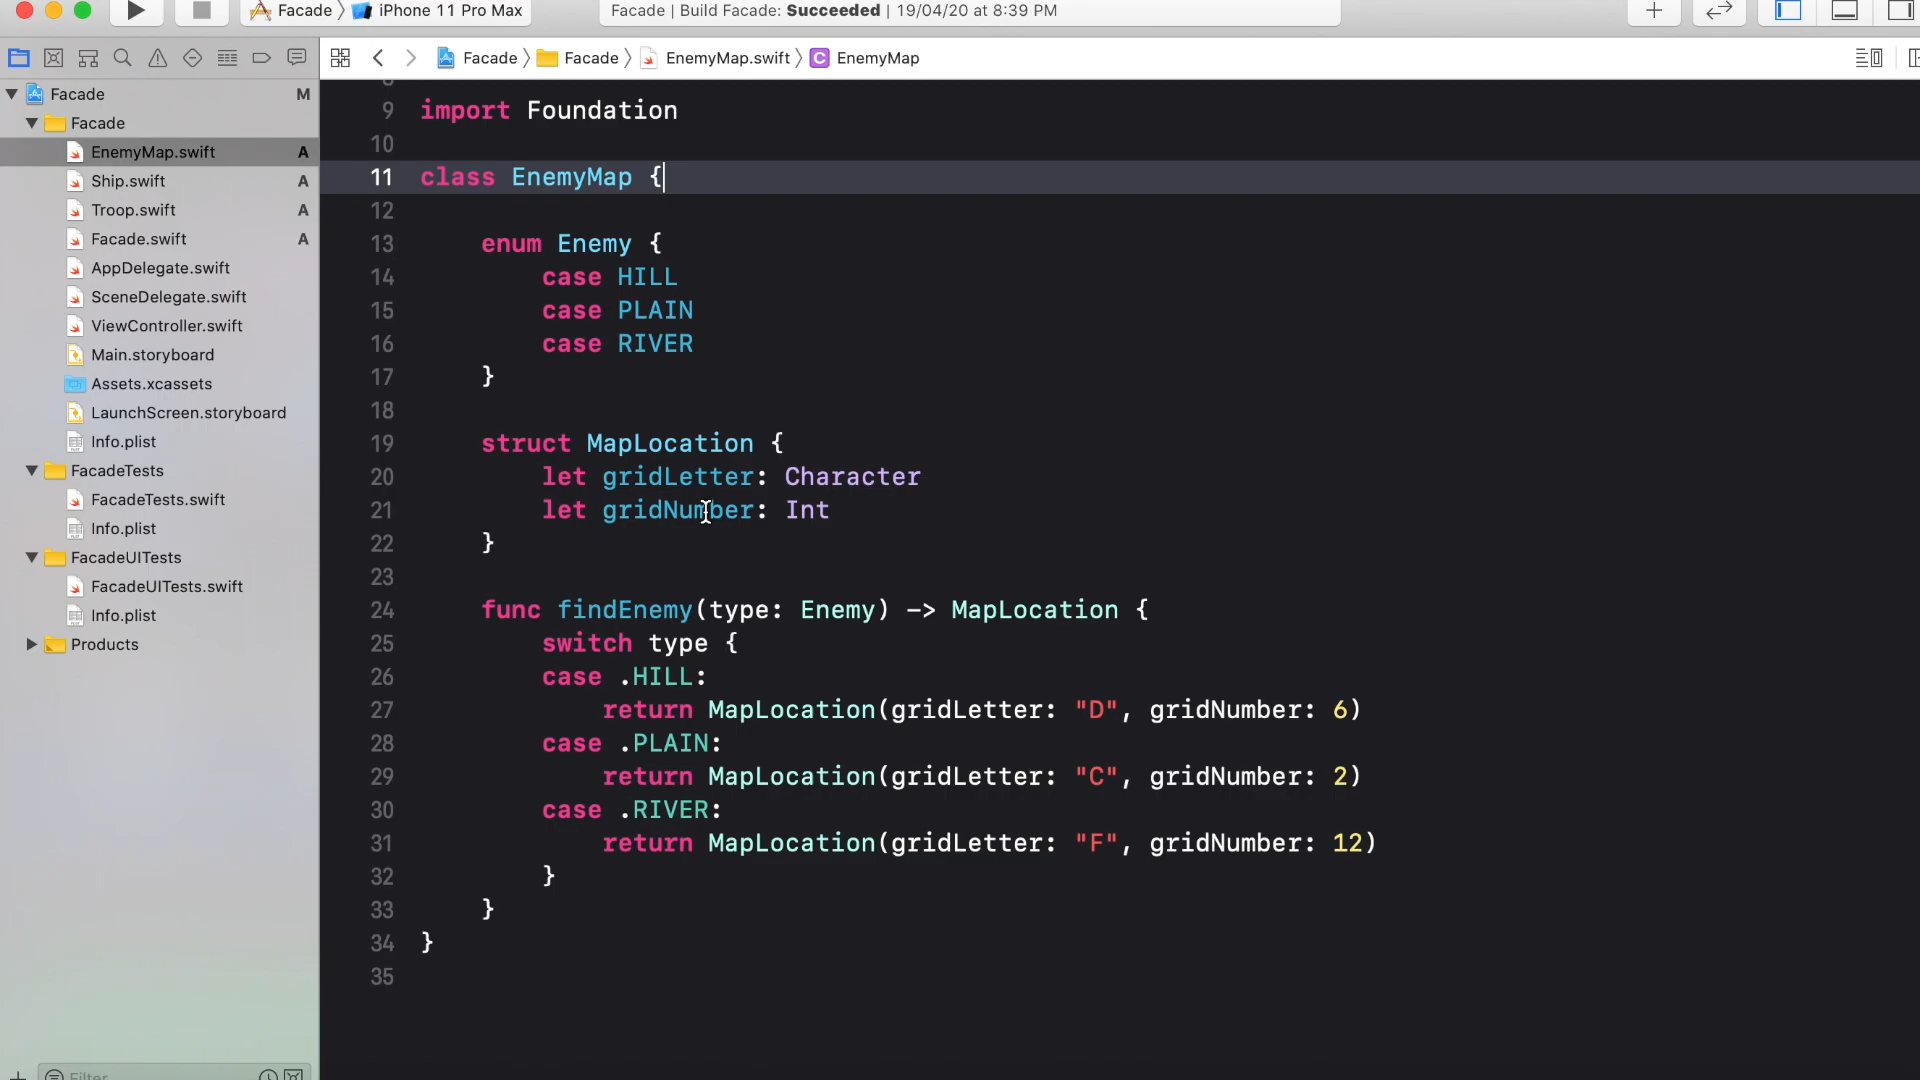 Facade 〉 iPhone 11 Pro Max
Facade | Build Facade: Succeeded | 19/04/20 at 8:39 PM
Facade 〉 Facade 〉 EnemyMap.swift 〉 C EnemyMap
Facade M
Facade
EnemyMap.swift A
Ship.swift A
Troop.swift A
Facade.swift A
AppDelegate.swift
SceneDelegate.swift
ViewController.swift
Main.storyboard
Assets.xcassets
LaunchScreen.storyboard
Info.plist
FacadeTests
FacadeTests.swift
Info.plist
FacadeUITests
FacadeUITests.swift
Info.plist
Products
Filter
9 import Foundation
10
11 class EnemyMap {
12
13 enum Enemy {
14 case HILL
15 case PLAIN
16 case RIVER
17 }
18
19 struct MapLocation {
20 let gridLetter: Character
21 let gridNumber: Int
22 }
23
24 func findEnemy(type: Enemy) -> MapLocation {
25 switch type {
26 case .HILL:
27 return MapLocation(gridLetter: "D", gridNumber: 6)
28 case .PLAIN:
29 return MapLocation(gridLetter: "C", gridNumber: 2)
30 case .RIVER:
31 return MapLocation(gridLetter: "F", gridNumber: 12)
32 }
33 }
34 }
35